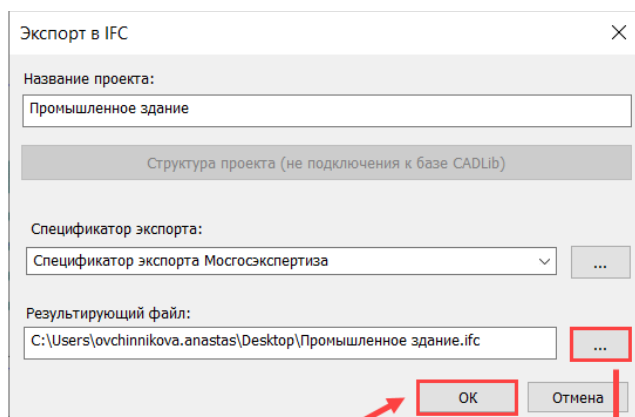 Экспорт в IFC
Название проекта:
Промышленное здание
Структура проекта (не подключения к базе CADLib)
Спецификатор экспорта:
Спецификатор экспорта Мосгосэкспертиза
...
Результирующий файл:
C:\Users\ovchinnikova.anastas\Desktop\Промышленное здание.ifc
...
ОК
Отмена